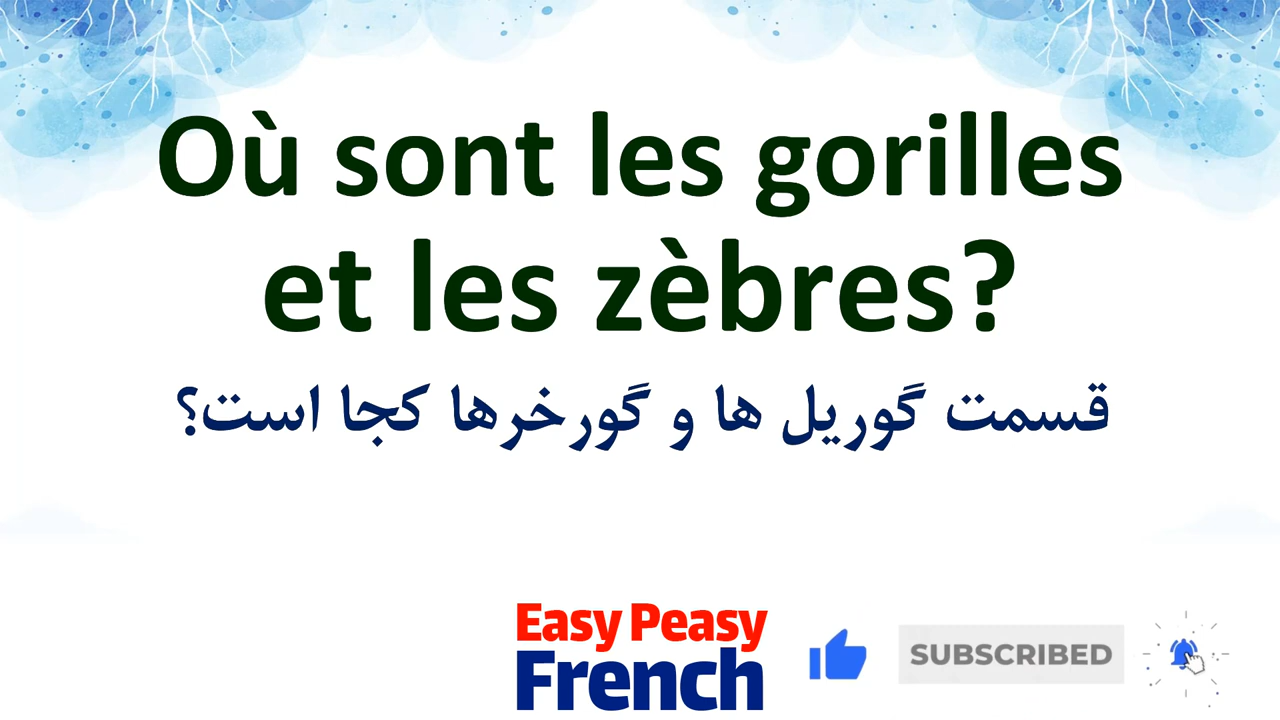 Où sont les gorilles
et les zèbres?
قسمت گوریل ها و گورخرها کجا است؟
Easy Peasy
French
SUBSCRIBED